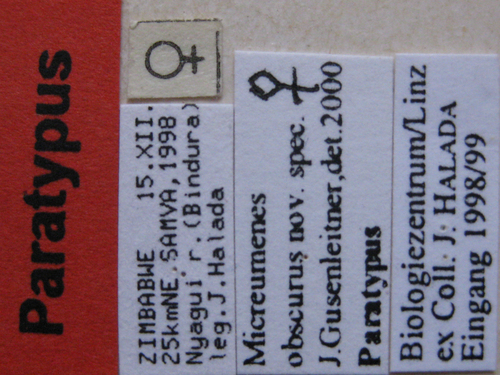 Paratypus
♀
ZIMBABWE 15.XII.
25kmNE SAMVA,1998
Nyagui r.(Bindura)
leg.J.Halada
Micreumenes ♀
obscurus nov. spec.
J.Gusenleitner,det.2000
Paratypus
Biologiezentrum/Linz
ex Coll. J. HALADA
Eingang 1998/99